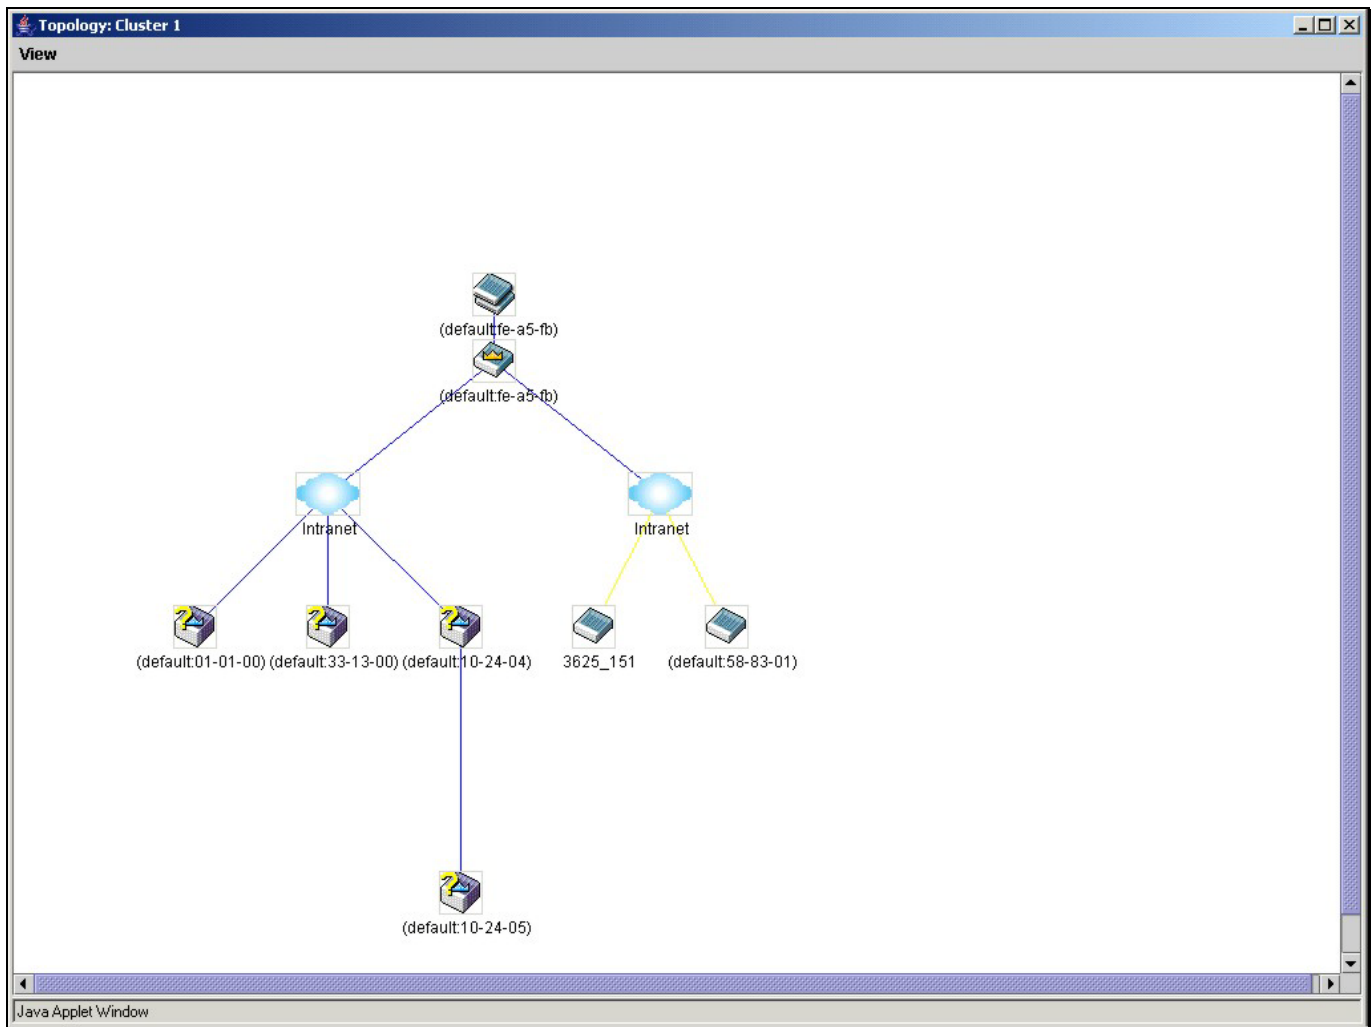 Topology: Cluster 1
View
(default:fe-a5-fb)
(default:fe-a5-fb)
Intranet Intranet
(default:01-01-00) (default:33-13-00) (default:10-24-04) 3625_151 (default:58-83-01)
(default:10-24-05)
Java Applet Window